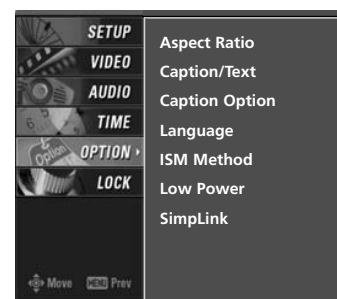 SETUP
VIDEO
AUDIO
TIME
OPTION
LOCK
Move MENU Prev
Aspect Ratio
Caption/Text
Caption Option
Language
ISM Method
Low Power
SimpLink